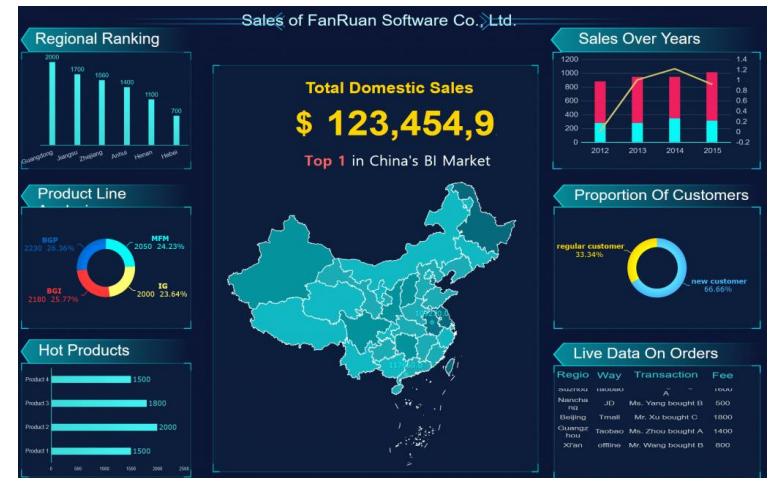 Sales of FanRuan Software Co., Ltd.
Regional Ranking
2000
1700
1560
1400
1100
700
Guangdong
Jiangsu
Zhejiang
Anhui
Henan
Hebei
Product Line
BGP
2230 26.36%
MFM
2050 24.23%
BGI
2180 25.77%
IG
2000 23.64%
Hot Products
Product 4
1500
Product 3
1800
Product 2
2000
Product 1
1500
0 500 1000 1500 2000 2500
Total Domestic Sales
$ 123,454,9
Top 1 in China's BI Market
Sales Over Years
1200
1000
800
600
400
200
0
1.4
1.2
1
0.8
0.6
0.4
0.2
0
-0.2
2012 2013 2014 2015
Proportion Of Customers
regular customer
33.34%
new customer
66.66%
Live Data On Orders
Regio Way Transaction Fee
Suzhou Taobao A 1600
Nancha
ng JD Ms. Yang bought B 500
Beijing Tmall Mr. Xu bought C 1800
Guangz
hou Taobao Ms. Zhou bought A 1400
Xi'an offline Mr. Wang bought B 800